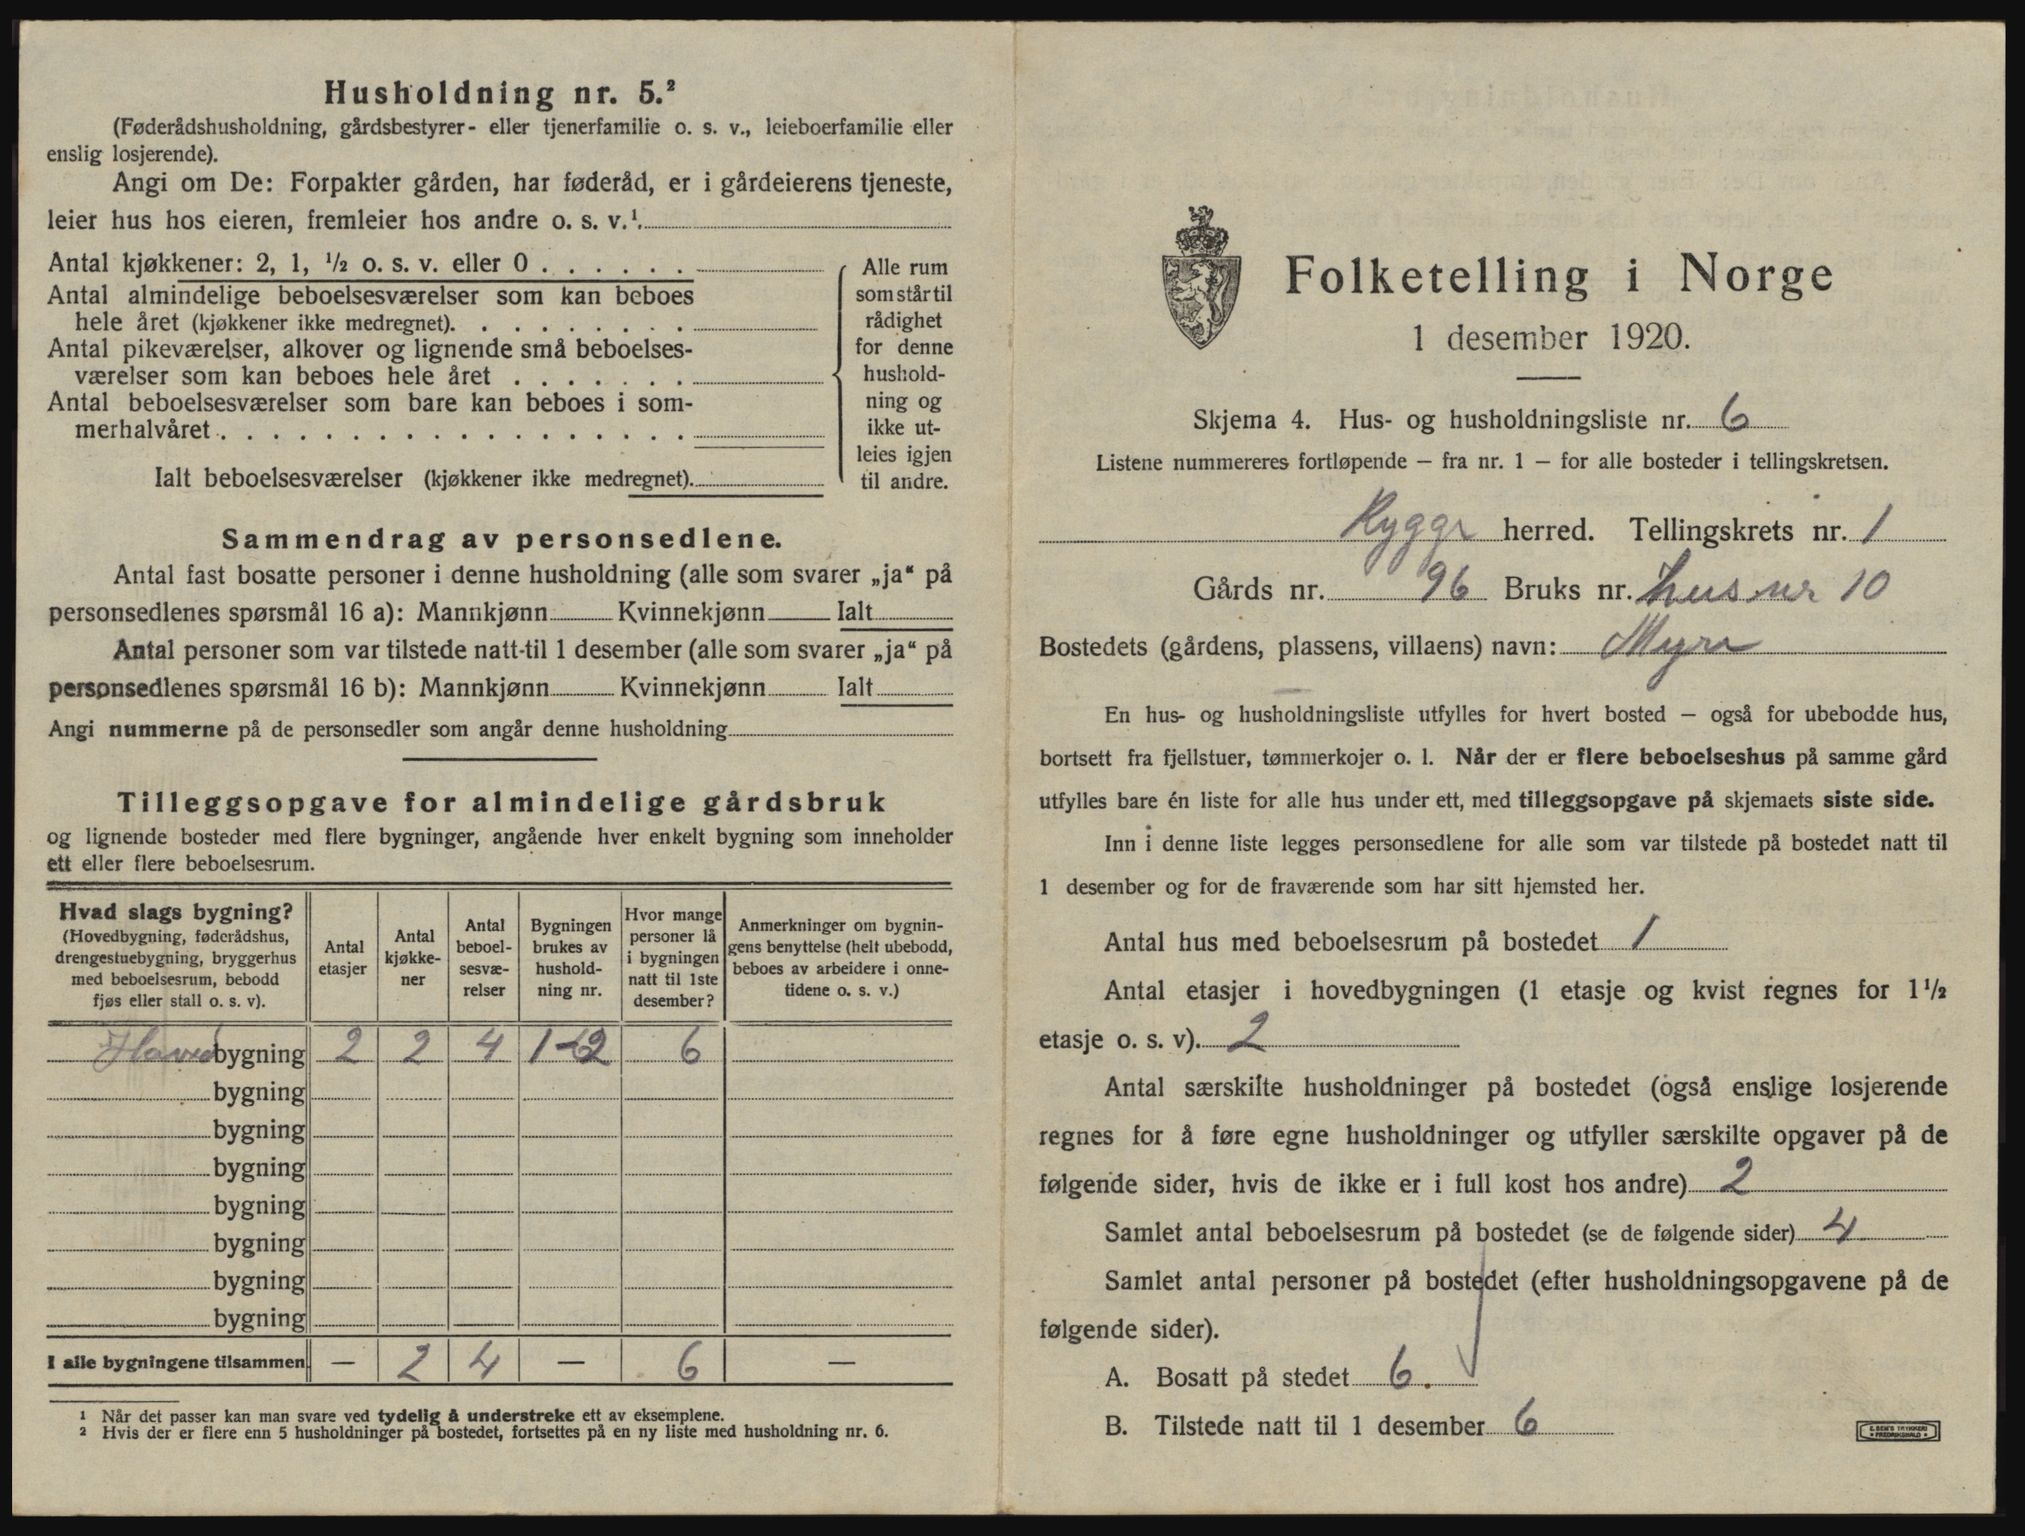 Husholdning nr. 5.²
(Føderådshusholdning, gårdsbestyrer- eller tjenerfamilie o. s. v., leieboerfamilie eller
enslig losjerende).
Angi om De: Forpakter gården, har føderåd, er i gårdeierens tjeneste,
leier hus hos eieren, fremleier hos andre o. s. v.¹.
Antal kjøkkener: 2, 1, ½ o. s. v. eller 0 . . . . . .
Antal almindelige beboelsesværelser som kan beboes
hele året (kjøkkener ikke medregnet). . . . . . . . . .
Antal pikeværelser, alkover og lignende små beboelses-
værelser som kan beboes hele året . . . . . . .
Antal beboelsesværelser som bare kan beboes i som-
merhalvåret . . . . . . . . . . . . . . . . . . .
Ialt beboelsesværelser (kjøkkener ikke medregnet).
Alle rum
som står til
rådighet
for denne
hushold-
ning og
ikke ut-
leies igjen
til andre.
Sammendrag av personsedlene.
Antal fast bosatte personer i denne husholdning (alle som svarer „ja“ på
personsedlenes spørsmål 16 a): Mannkjønn Kvinnekjønn Ialt
Antal personer som var tilstede natt-til 1 desember (alle som svarer „ja“ på
personsedlenes spørsmål 16 b): Mannkjønn Kvinnekjønn Ialt
Angi nummerne på de personsedler som angår denne husholdning
Tilleggsopgave for almindelige gårdsbruk
og lignende bosteder med flere bygninger, angående hver enkelt bygning som inneholder
ett eller flere beboelsesrum.
Hvad slags bygning?
(Hovedbygning, føderådshus,
drengestuebygning, bryggerhus
med beboelsesrum, bebodd
fjøs eller stall o. s. v).
Antal
etasjer
Antal
kjøkke-
ner
Antal
beboel-
sesvæ-
relser
Bygningen
brukes av
hushold-
ning nr.
Hvor mange
personer lå
i bygningen
natt til 1ste
desember?
Anmerkninger om bygnin-
gens benyttelse (helt ubebodd,
beboes av arbeidere i onne-
tidene o. s. v.)
Hovedbygning 2 2 4 1-2 6
bygning
bygning
bygning
bygning
bygning
bygning
bygning
I alle bygningene tilsammen — 2 4 — 6 —
¹ Når det passer kan man svare ved tydelig å understreke ett av eksemplene.
² Hvis der er flere enn 5 husholdninger på bostedet, fortsettes på en ny liste med husholdning nr. 6.
Folketelling i Norge
1 desember 1920.
Skjema 4. Hus- og husholdningsliste nr. 6
Listene nummereres fortløpende — fra nr. 1 — for alle bosteder i tellingskretsen.
Rygge herred. Tellingskrets nr. 1
Gårds nr. 96 Bruks nr. hus nr 10
Bostedets (gårdens, plassens, villaens) navn: Myra
En hus- og husholdningsliste utfylles for hvert bosted — også for ubebodde hus,
bortsett fra fjellstuer, tømmerkojer o. l. Når der er flere beboelseshus på samme gård
utfylles bare én liste for alle hus under ett, med tilleggsopgave på skjemaets siste side.
Inn i denne liste legges personsedlene for alle som var tilstede på bostedet natt til
1 desember og for de fraværende som har sitt hjemsted her.
Antal hus med beboelsesrum på bostedet 1
Antal etasjer i hovedbygningen (1 etasje og kvist regnes for 1½
etasje o. s. v). 2
Antal særskilte husholdninger på bostedet (også enslige losjerende
regnes for å føre egne husholdninger og utfyller særskilte opgaver på de
følgende sider, hvis de ikke er i full kost hos andre) 2
Samlet antal beboelsesrum på bostedet (se de følgende sider) 4
Samlet antal personer på bostedet (efter husholdningsopgavene på de
følgende sider).
A. Bosatt på stedet 6.
B. Tilstede natt til 1 desember 6
E. SEM'S TRYKKERI
FREDRIKSHALD